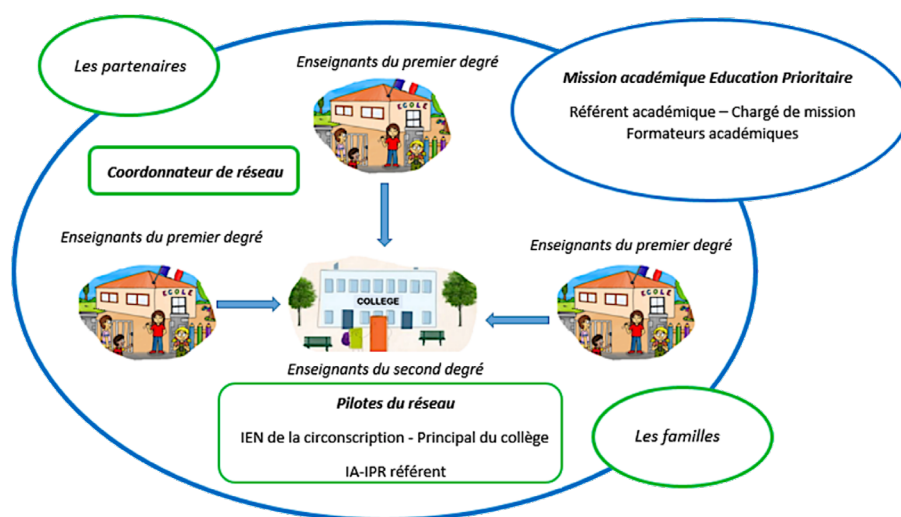 Les partenaires
Enseignants du premier degré
ECOLE
Mission académique Education Prioritaire
Référent académique – Chargé de mission
Formateurs académiques
Coordonnateur de réseau
Enseignants du premier degré
ECOLE
COLLEGE
Enseignants du premier degré
ECOLE
Enseignants du second degré
Pilotes du réseau
IEN de la circonscription - Principal du collège
IA-IPR référent
Les familles